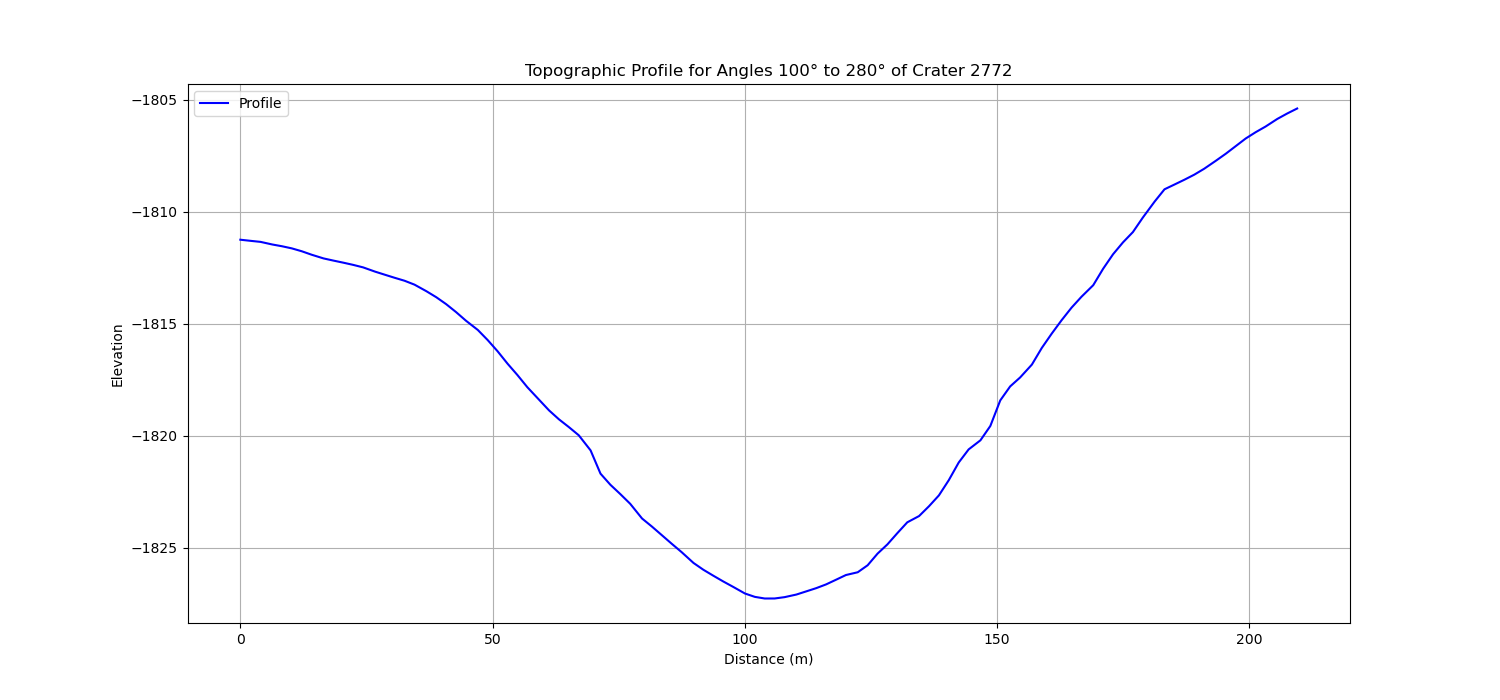 Topographic Profile for Angles 100° to 280° of Crater 2772
Profile
−1805
−1810
−1815
−1820
−1825
Elevation
0 50 100 150 200
Distance (m)